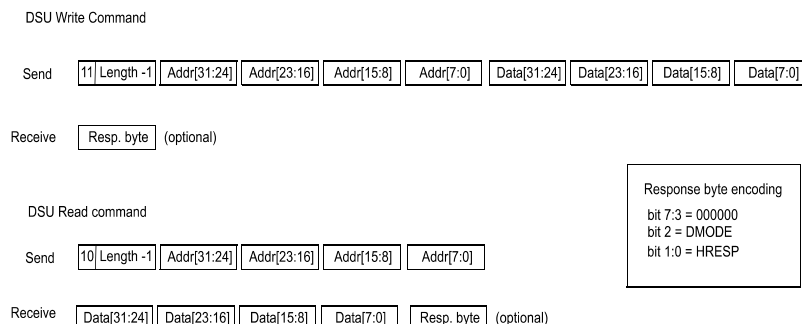 DSU Write Command
Send 11 Length -1 Addr[31:24] Addr[23:16] Addr[15:8] Addr[7:0] Data[31:24] Data[23:16] Data[15:8] Data[7:0]
Receive Resp. byte (optional)
Response byte encoding
bit 7:3 = 000000
bit 2 = DMODE
bit 1:0 = HRESP
DSU Read command
Send 10 Length -1 Addr[31:24] Addr[23:16] Addr[15:8] Addr[7:0]
Receive Data[31:24] Data[23:16] Data[15:8] Data[7:0] Resp. byte (optional)